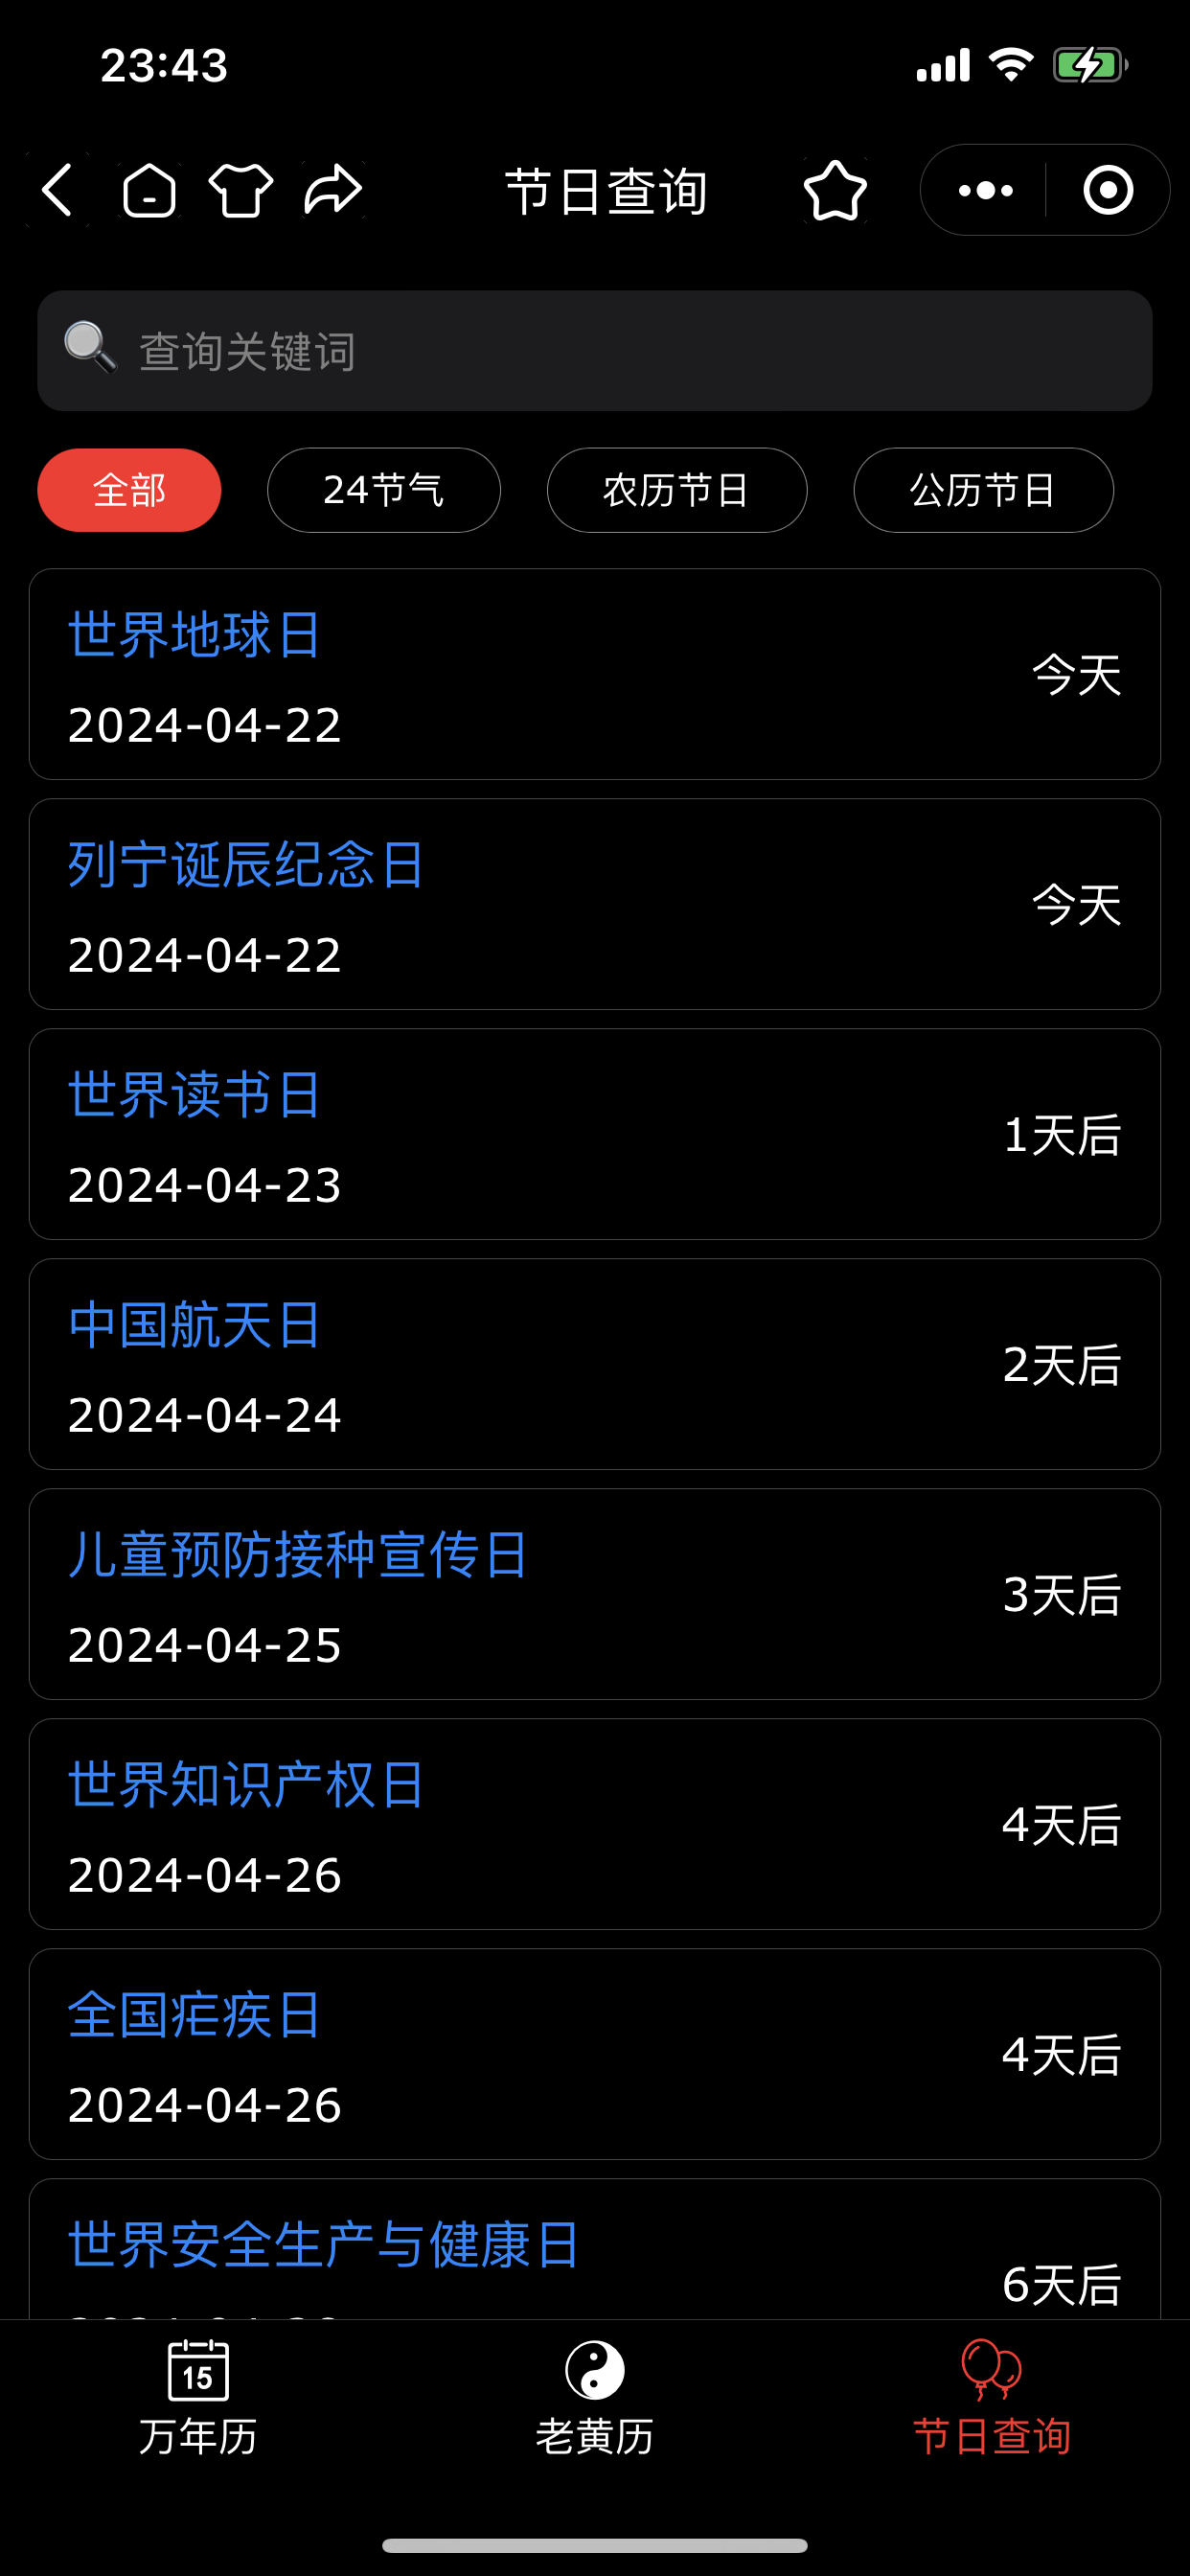 23:43
节日查询
查询关键词
全部
24节气
农历节日
公历节日
世界地球日
今天
2024-04-22
列宁诞辰纪念日
今天
2024-04-22
世界读书日
1天后
2024-04-23
中国航天日
2天后
2024-04-24
儿童预防接种宣传日
3天后
2024-04-25
世界知识产权日
4天后
2024-04-26
全国疟疾日
4天后
2024-04-26
世界安全生产与健康日
6天后
15
万年历
老黄历
节日查询